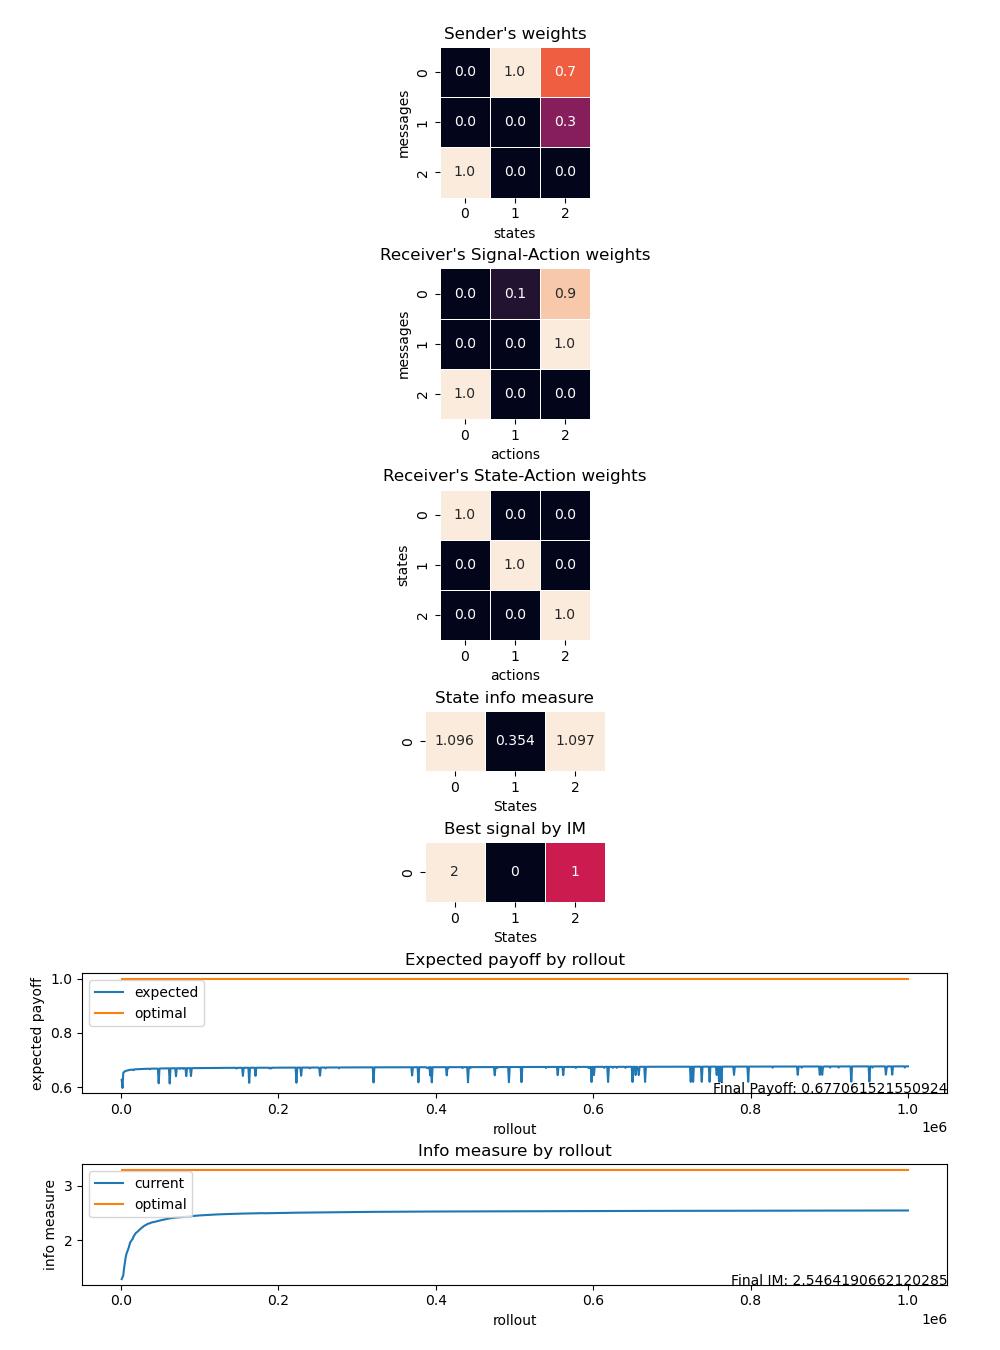 Sender's weights
messages
0 0.0 1.0 0.7
1 0.0 0.0 0.3
2 1.0 0.0 0.0
0 1 2
states
Receiver's Signal-Action weights
messages
0 0.0 0.1 0.9
1 0.0 0.0 1.0
2 1.0 0.0 0.0
0 1 2
actions
Receiver's State-Action weights
states
0 1.0 0.0 0.0
1 0.0 1.0 0.0
2 0.0 0.0 1.0
0 1 2
actions
State info measure
0 1.096 0.354 1.097
0 1 2
States
Best signal by IM
0 2 0 1
0 1 2
States
Expected payoff by rollout
expected payoff
1.0
0.8
0.6
expected
optimal
Final Payoff: 0.677061521550924
0.0 0.2 0.4 0.6 0.8 1.0
1e6
rollout
Info measure by rollout
info measure
3
2
current
optimal
Final IM: 2.5464190662120285
0.0 0.2 0.4 0.6 0.8 1.0
1e6
rollout